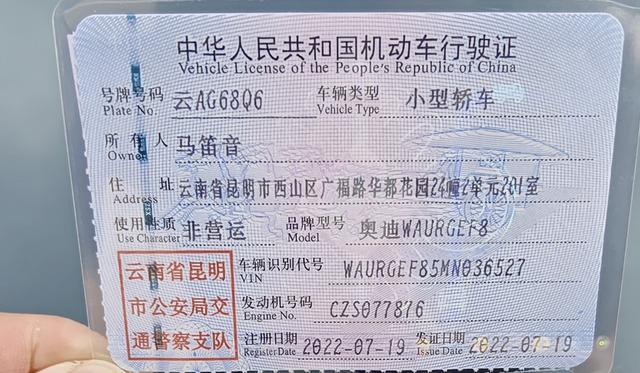 中华人民共和国机动车行驶证
Vehicle License of the People's Republic of China
号牌号码 云AG68Q6 车辆类型 小型轿车
Plate No. Vehicle Type
所有人 马笛音
Owner
住址 云南省昆明市西山区广福路华都花园24幢2单元201室
Address
使用性质 非营运 品牌型号 奥迪WAURGEF8
Use Character Model
云南省昆明 车辆识别代号 WAURGEF85MN036527
VIN
市公安局交 发动机号码 CZS077876
Engine No.
通警察支队 注册日期 2022-07-19 发证日期 2022-07-19
Register Date Issue Date